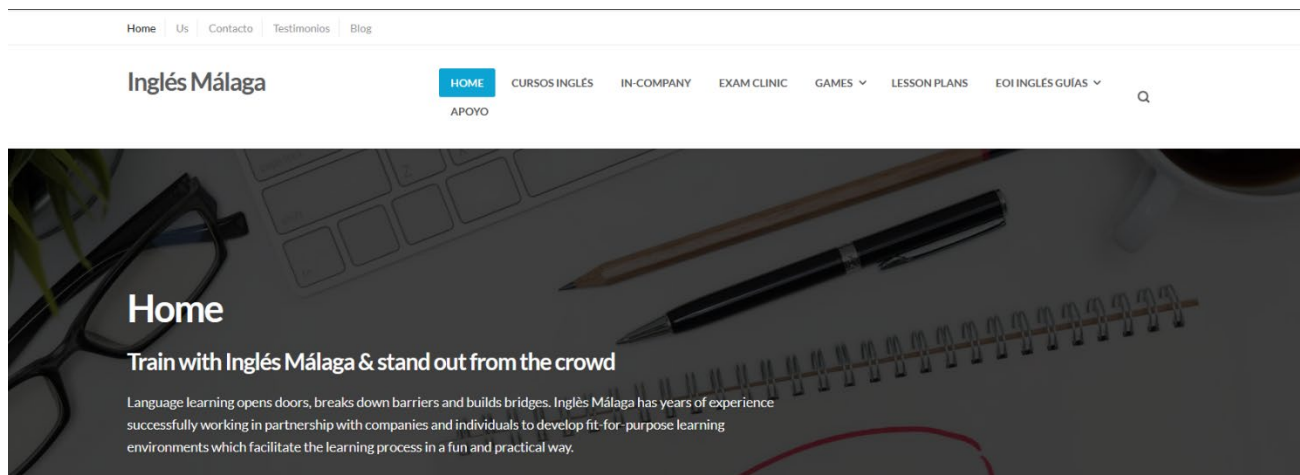 Home Us Contacto Testimonios Blog
Inglés Málaga
HOME CURSOS INGLÉS IN-COMPANY EXAM CLINIC GAMES LESSON PLANS EOI INGLÉS GUÍAS
APOYO
Home
Train with Inglés Málaga & stand out from the crowd
Language learning opens doors, breaks down barriers and builds bridges. Inglès Málaga has years of experience
successfully working in partnership with companies and individuals to develop fit-for-purpose learning
environments which facilitate the learning process in a fun and practical way.